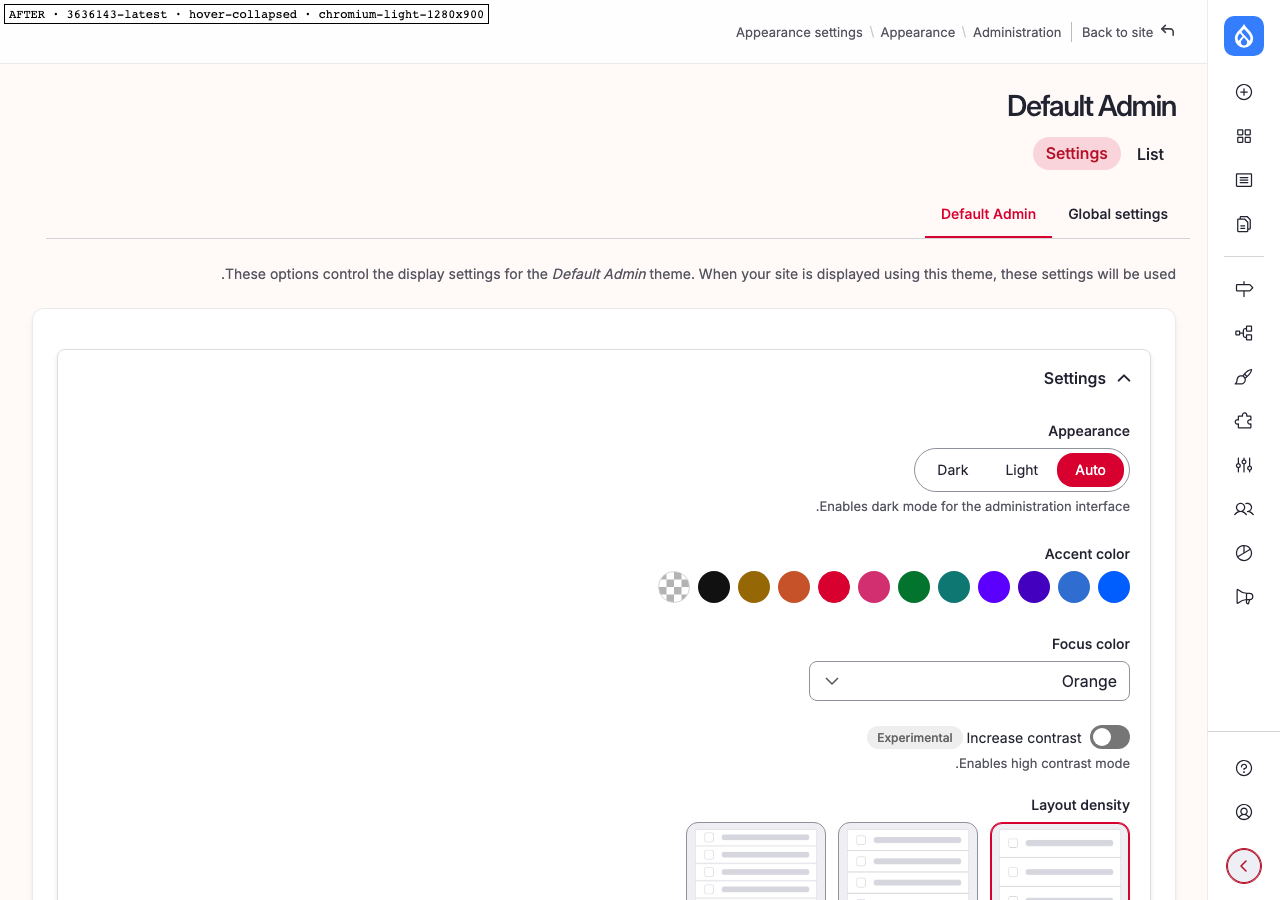 AFTER · 3636143-latest · hover-collapsed · chromium-light-1280x900
Back to site
Administration \ Appearance \ Appearance settings
Default Admin
List
Settings
Global settings
Default Admin
.These options control the display settings for the Default Admin theme. When your site is displayed using this theme, these settings will be used
Settings
Appearance
Auto
Light
Dark
.Enables dark mode for the administration interface
Accent color
Focus color
Orange
Increase contrast
Experimental
.Enables high contrast mode
Layout density